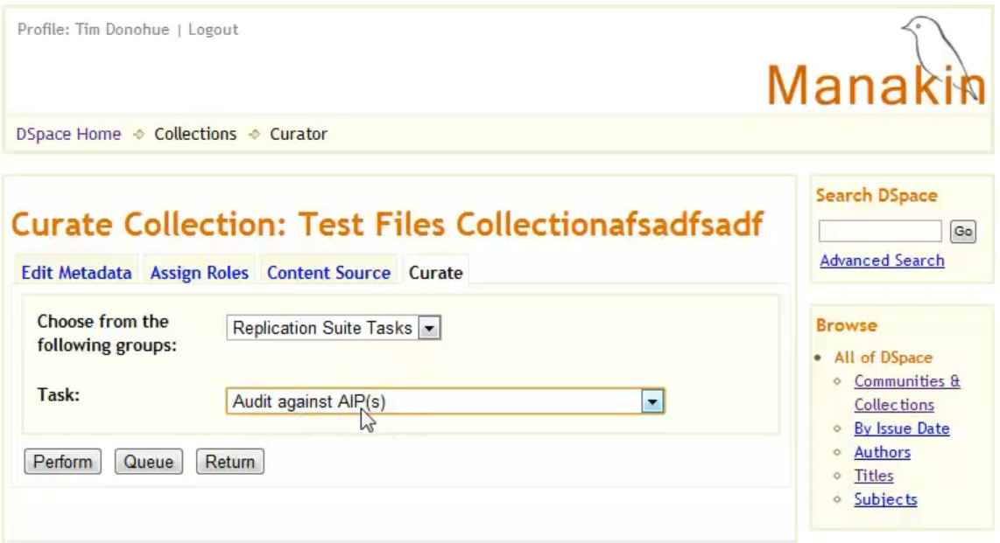 Profile: Tim Donohue | Logout
Manakin
DSpace Home Collections Curator
Curate Collection: Test Files Collectionafsadfsadf
Edit Metadata Assign Roles Content Source Curate
Choose from the
following groups:
Replication Suite Tasks
Task:
Audit against AIP(s)
Perform Queue Return
Search DSpace
Go
Advanced Search
Browse
All of DSpace
Communities &
Collections
By Issue Date
Authors
Titles
Subjects